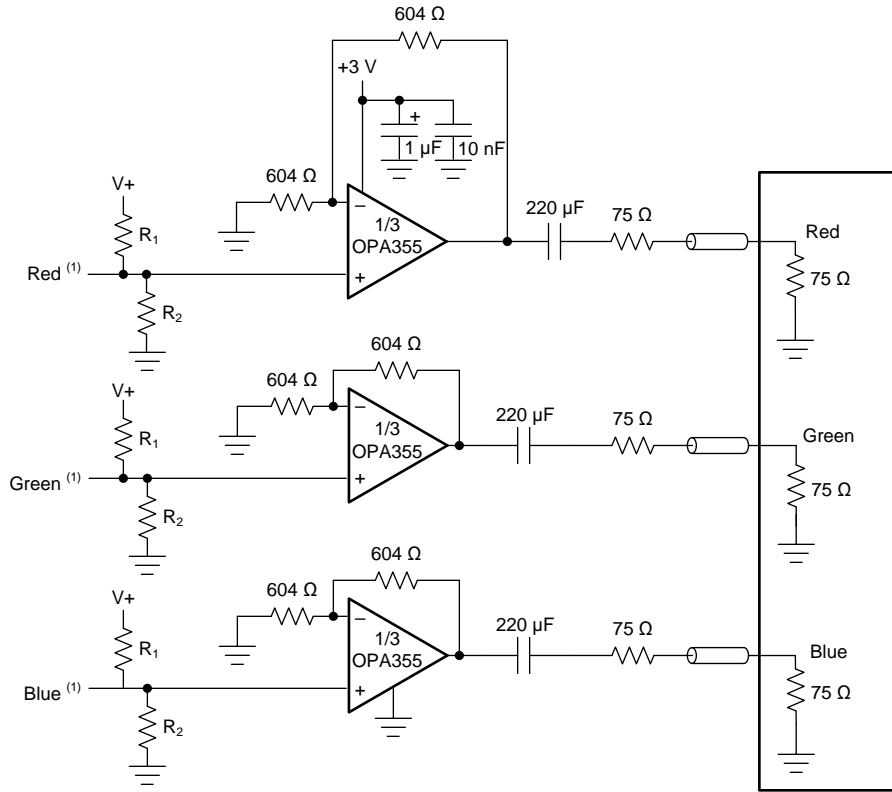 604 Ω
+3 V
+
1 µF
10 nF
604 Ω
V+
R1
Red (1)
R2
−
+
1/3
OPA355
220 µF
75 Ω
Red
75 Ω
604 Ω
604 Ω
V+
R1
Green (1)
R2
−
+
1/3
OPA355
220 µF
75 Ω
Green
75 Ω
604 Ω
604 Ω
V+
R1
Blue (1)
R2
−
+
1/3
OPA355
220 µF
75 Ω
Blue
75 Ω